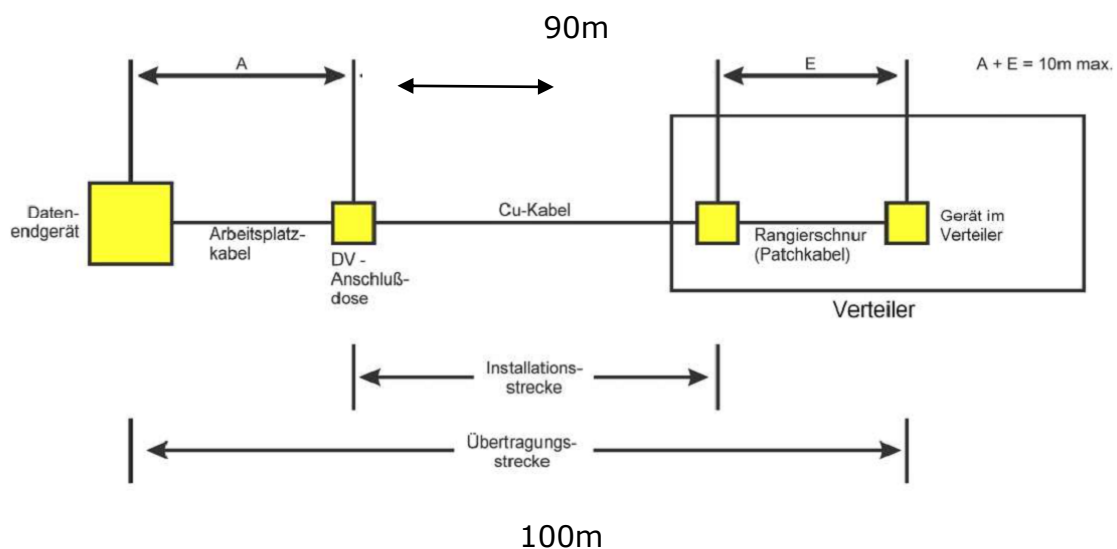 90m
A
E
A + E = 10m max.
Daten-
endgerät
Arbeitsplatz-
kabel
DV -
Anschluß-
dose
Cu-Kabel
Rangierschnur
(Patchkabel)
Gerät im
Verteiler
Verteiler
Installations-
strecke
Übertragungs-
strecke
100m